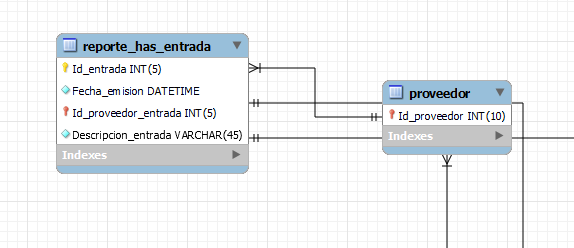 reporte_has_entrada
Id_entrada INT(5)
Fecha_emision DATETIME
Id_proveedor_entrada INT(5)
Descripcion_entrada VARCHAR(45)
Indexes
proveedor
Id_proveedor INT(10)
Indexes